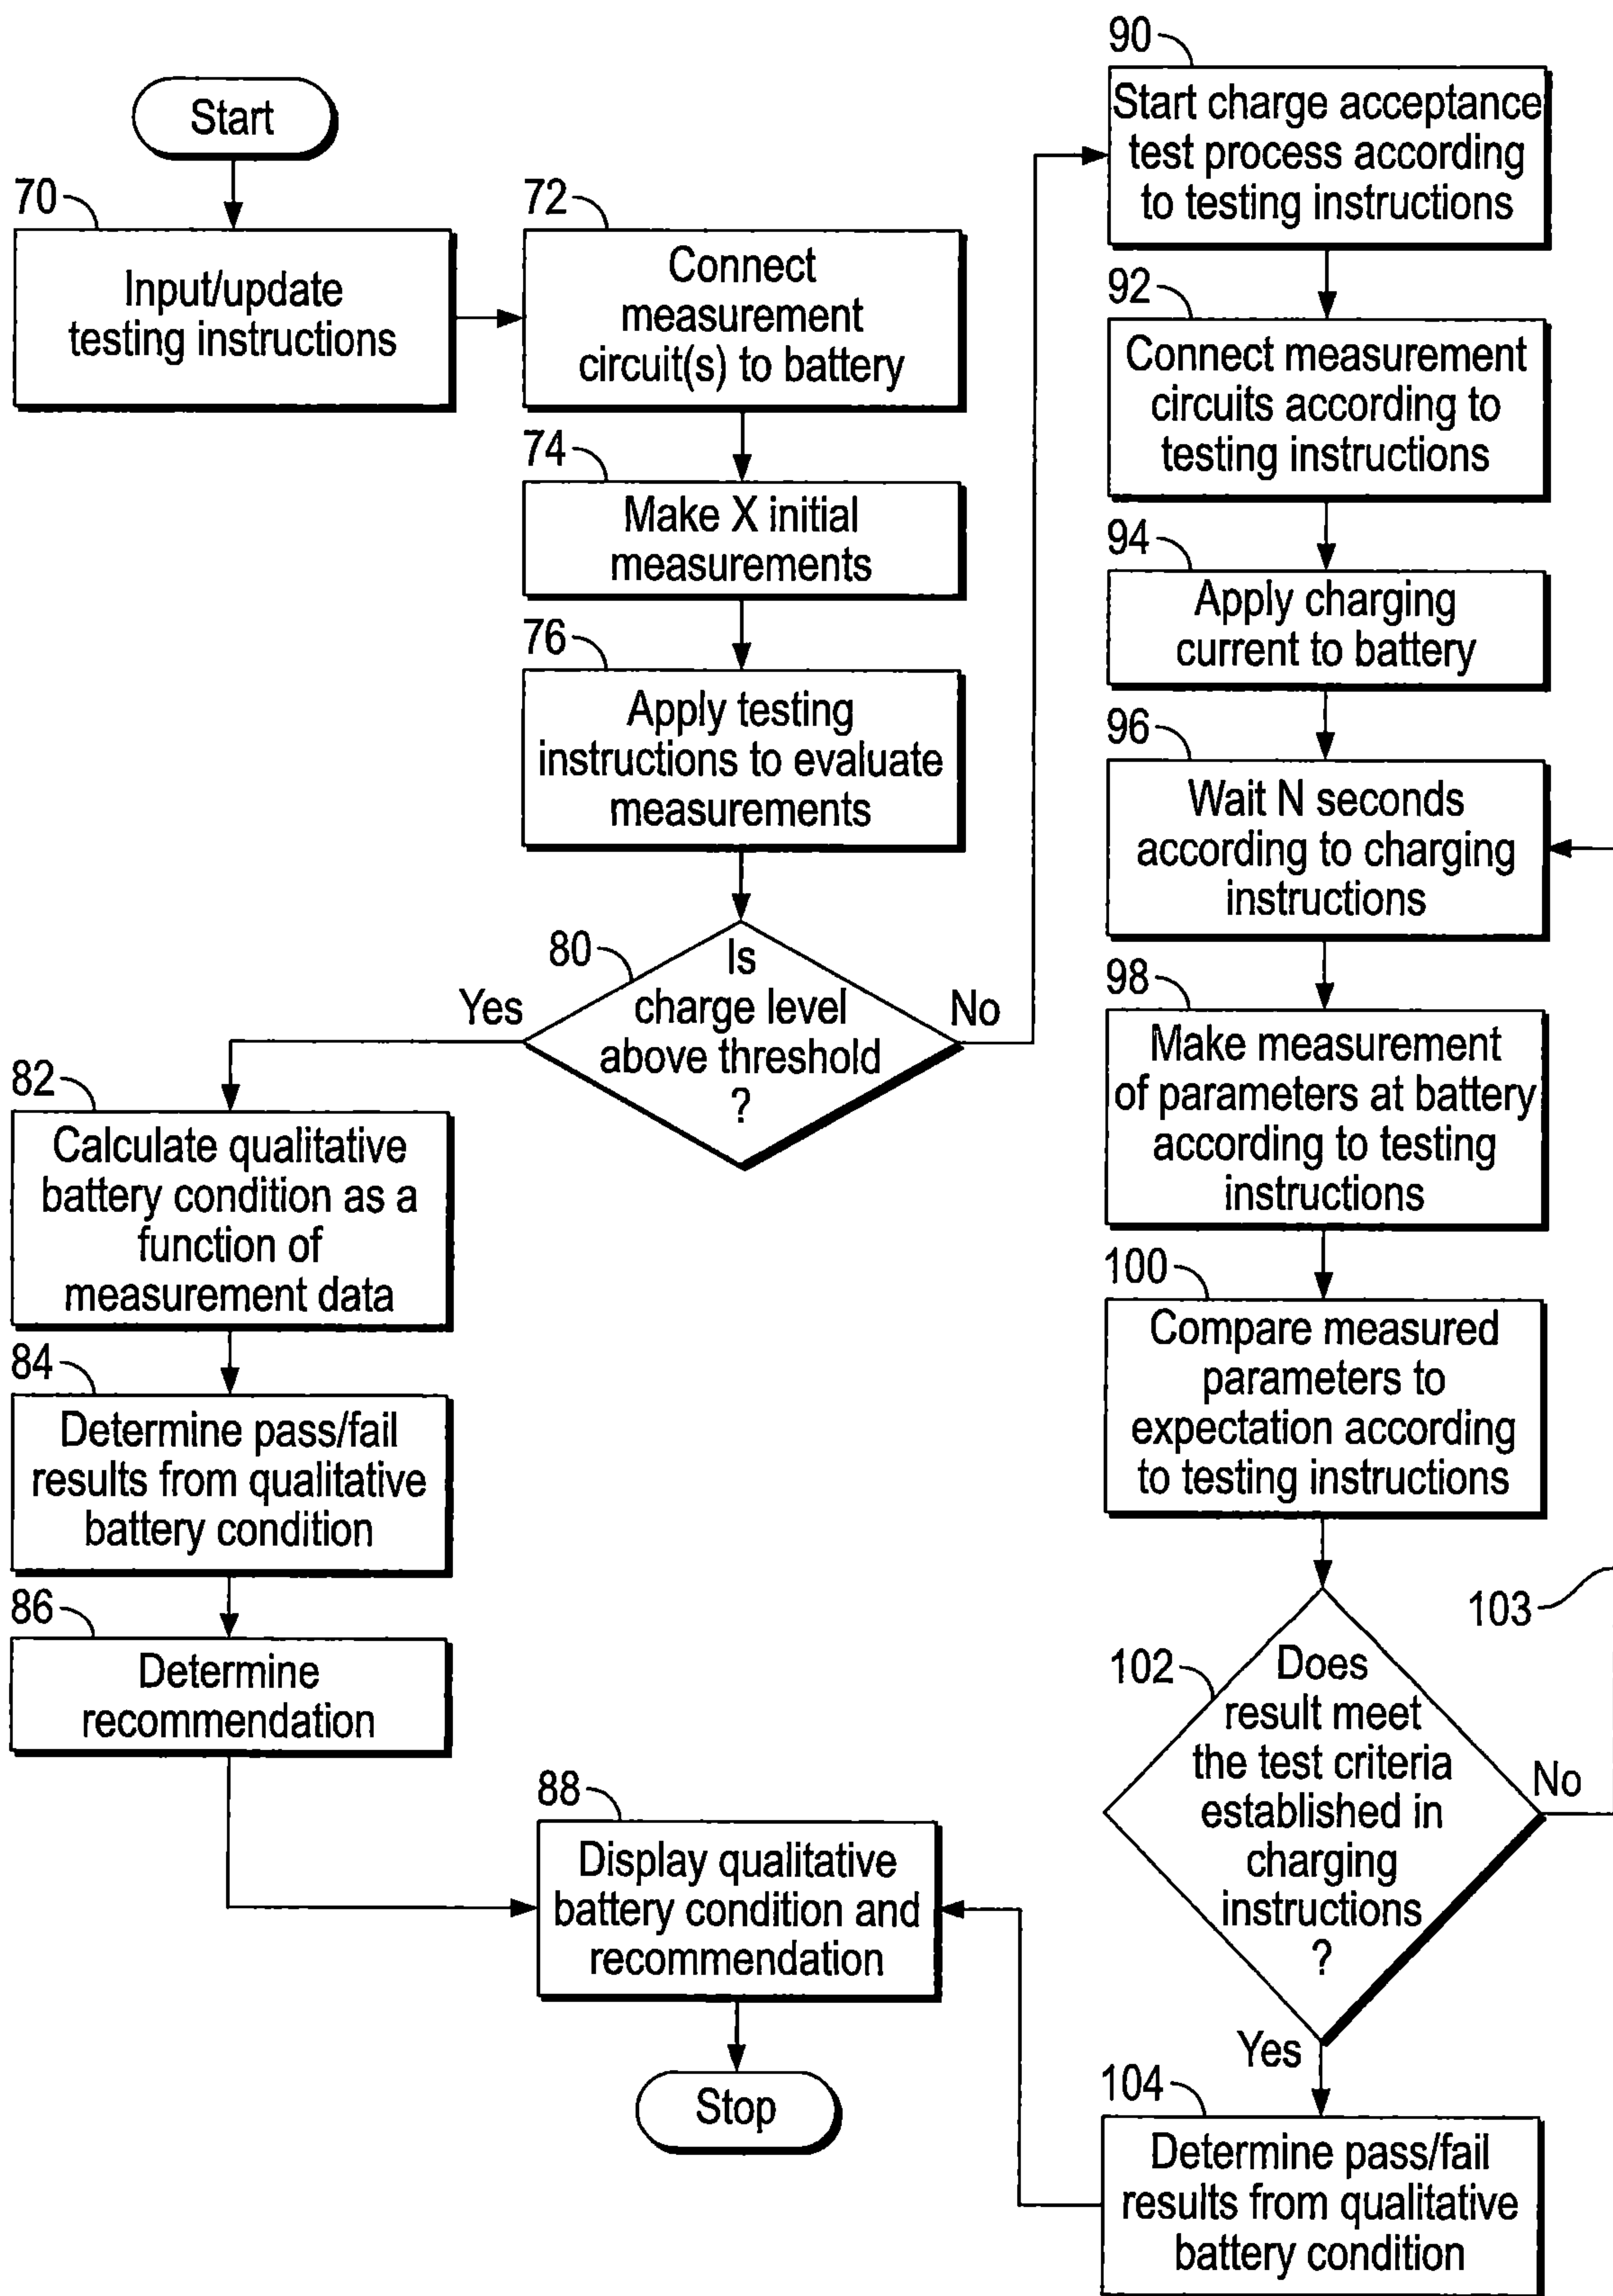 Start
70
Input/update
testing instructions
72
Connect
measurement
circuit(s) to battery
74
Make X initial
measurements
76
Apply testing
instructions to evaluate
measurements
80
Is
charge level
above threshold
?
Yes
No
82
Calculate qualitative
battery condition as a
function of
measurement data
84
Determine pass/fail
results from qualitative
battery condition
86
Determine
recommendation
88
Display qualitative
battery condition and
recommendation
Stop
90
Start charge acceptance
test process according
to testing instructions
92
Connect measurement
circuits according to
testing instructions
94
Apply charging
current to battery
96
Wait N seconds
according to charging
instructions
98
Make measurement
of parameters at battery
according to testing
instructions
100
Compare measured
parameters to
expectation according
to testing instructions
103
102
Does
result meet
the test criteria
established in
charging
instructions
?
No
Yes
104
Determine pass/fail
results from qualitative
battery condition